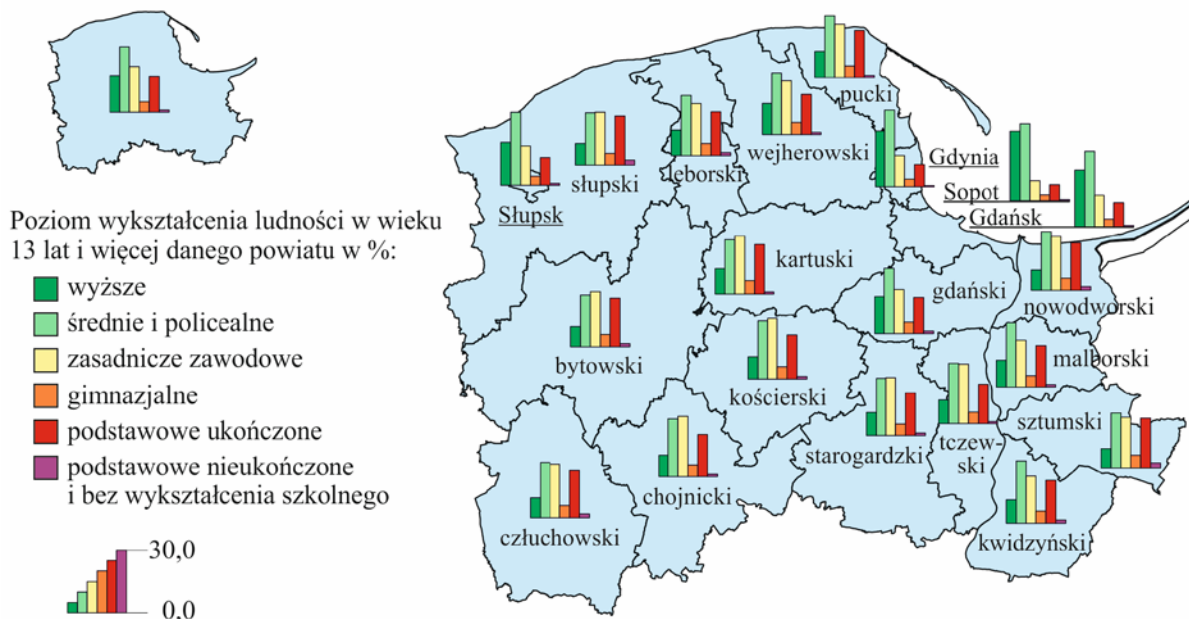 Poziom wykształcenia ludności w wieku
13 lat i więcej danego powiatu w %:
wyższe
średnie i policealne
zasadnicze zawodowe
gimnazjalne
podstawowe ukończone
podstawowe nieukończone
i bez wykształcenia szkolnego
30,0
0,0
pucki
wejherowski
Gdynia
Sopot
Gdańsk
słupski
leborski
Słupsk
kartuski
gdański
nowodworski
bytowski
kościerski
malborski
sztumski
starogardzki
tczew-
ski
chojnicki
człuchowski
kwidzyński